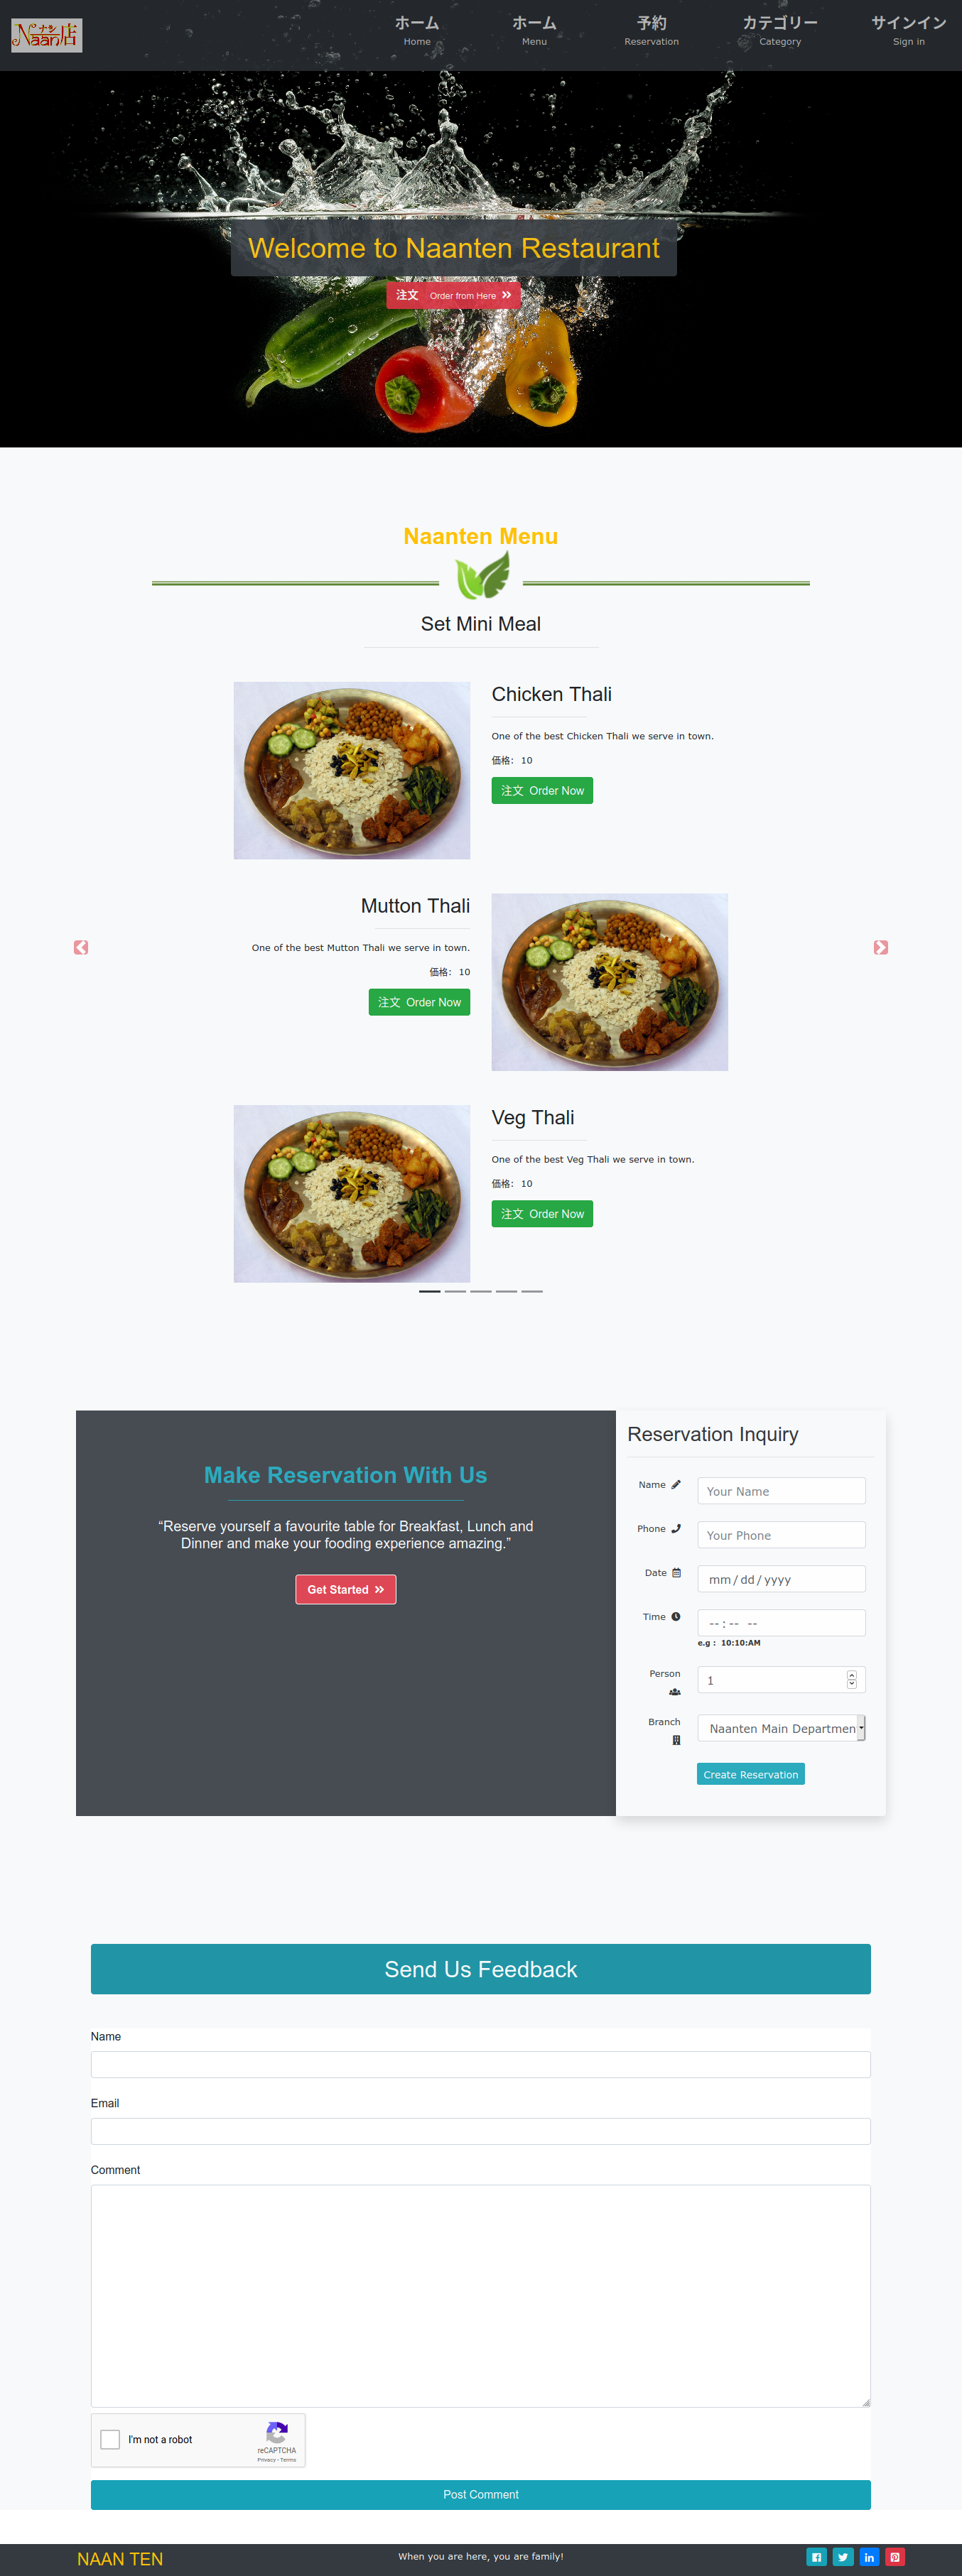 Naan店
ナン
ホーム
Home
ホーム
Menu
予約
Reservation
カテゴリー
Category
サインイン
Sign in
Welcome to Naanten Restaurant
注文 Order from Here
Naanten Menu
Set Mini Meal
Chicken Thali
One of the best Chicken Thali we serve in town.
価格: 10
注文 Order Now
Mutton Thali
One of the best Mutton Thali we serve in town.
価格: 10
注文 Order Now
Veg Thali
One of the best Veg Thali we serve in town.
価格: 10
注文 Order Now
Make Reservation With Us
“Reserve yourself a favourite table for Breakfast, Lunch and
Dinner and make your fooding experience amazing.”
Get Started
Reservation Inquiry
Name
Your Name
Phone
Your Phone
Date
mm/dd/yyyy
Time
--:-- --
e.g : 10:10:AM
Person
1
Branch
Naanten Main Departmen
Create Reservation
Send Us Feedback
Name
Email
Comment
I'm not a robot
reCAPTCHA
Privacy - Terms
Post Comment
NAAN TEN
When you are here, you are family!